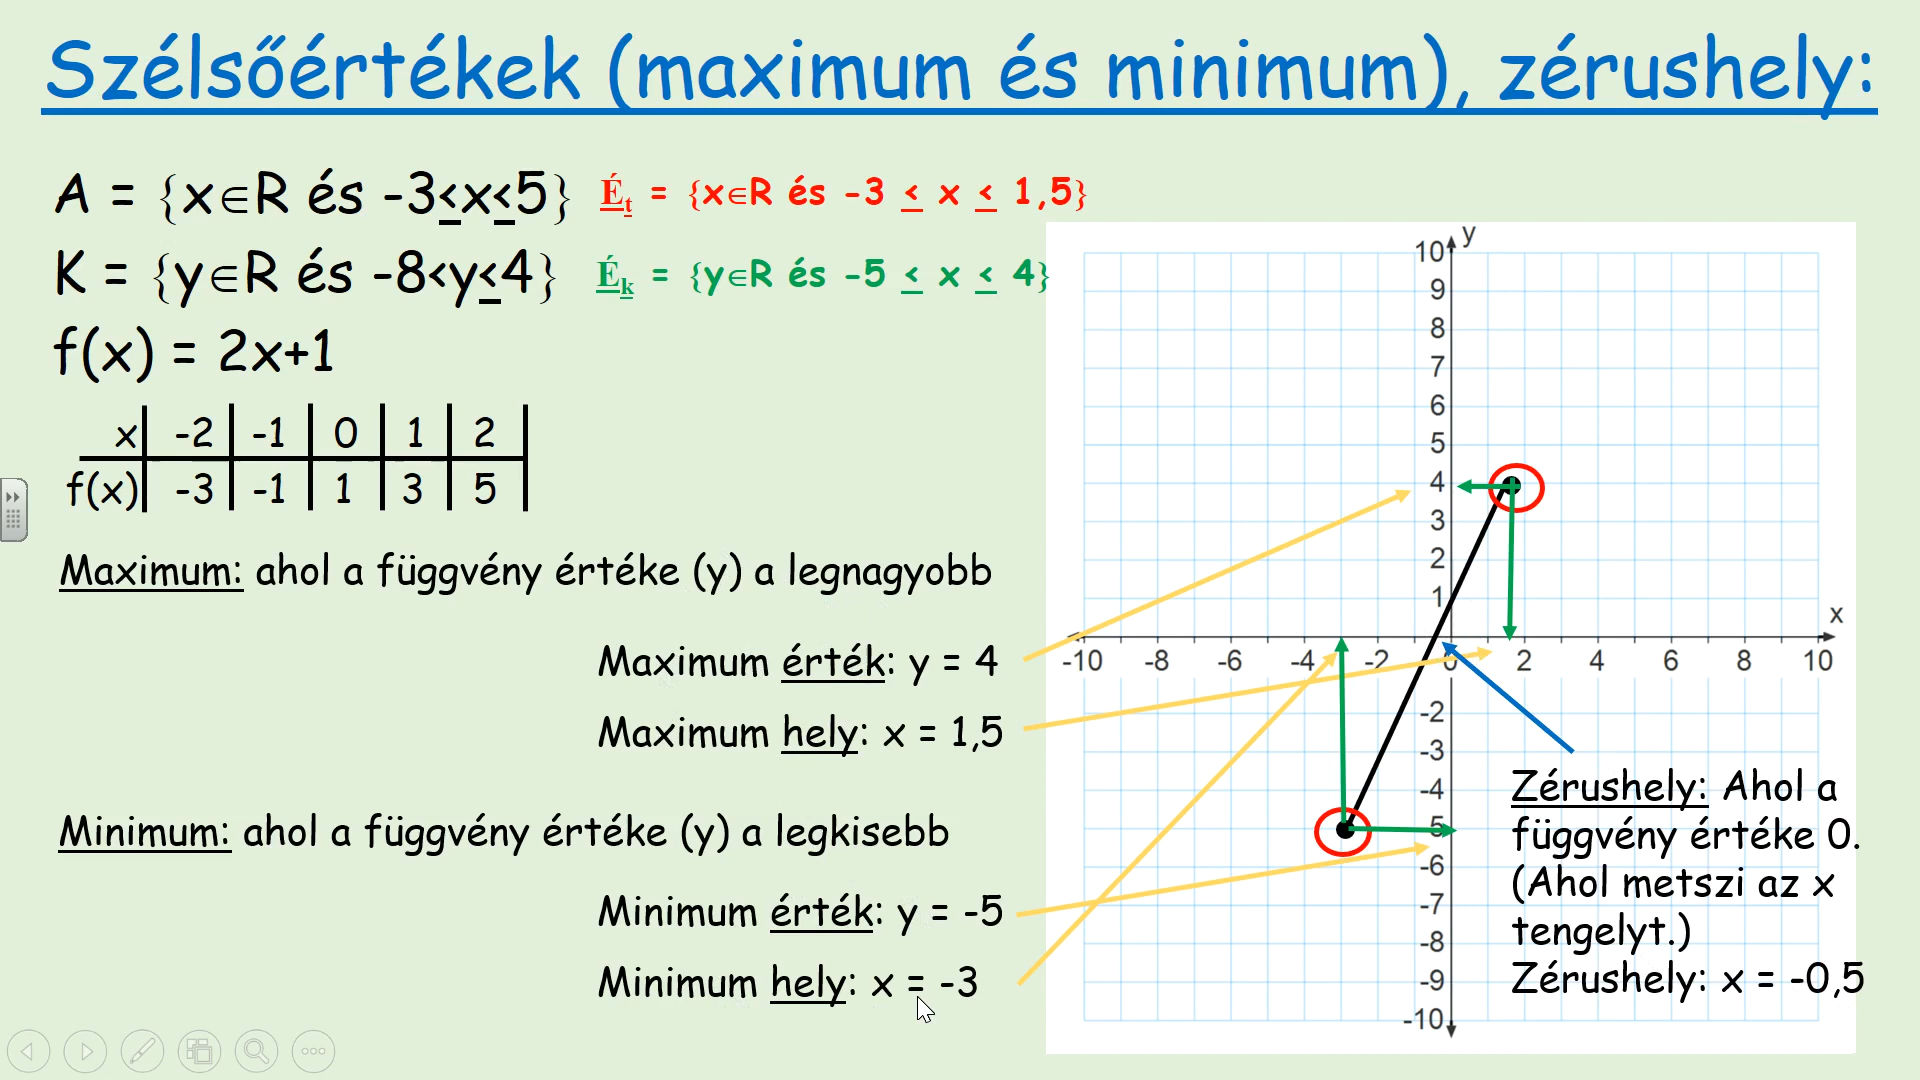 Szélsőértékek (maximum és minimum), zérushely:
A = {x∈R és -3≤x≤5}
É_t = {x∈R és -3 ≤ x ≤ 1,5}
K = {y∈R és -8<y≤4}
É_k = {y∈R és -5 ≤ x ≤ 4}
f(x) = 2x+1
x -2 -1 0 1 2
f(x) -3 -1 1 3 5
Maximum: ahol a függvény értéke (y) a legnagyobb
Maximum érték: y = 4
Maximum hely: x = 1,5
Minimum: ahol a függvény értéke (y) a legkisebb
Minimum érték: y = -5
Minimum hely: x = -3
y
10
9
8
7
6
5
4
3
2
1
x
-10 -8 -6 -4 -2 0 2 4 6 8 10
-2
-3
-4
-5
-6
-7
-8
-9
-10
Zérushely: Ahol a
függvény értéke 0.
(Ahol metszi az x
tengelyt.)
Zérushely: x = -0,5